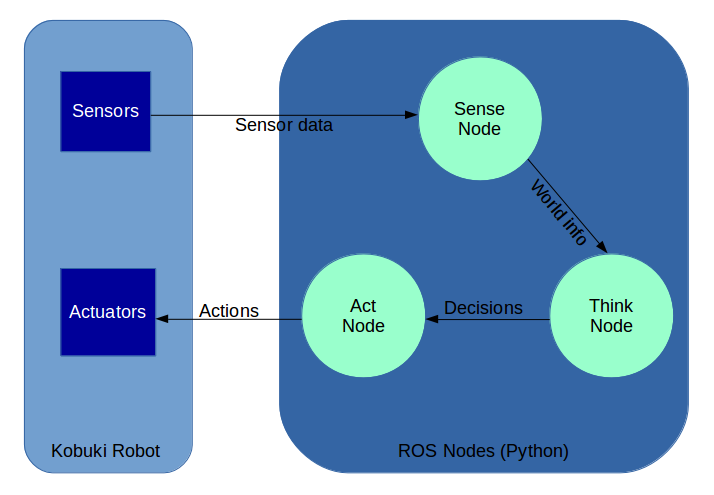 Sensors
Sensor data
Sense
Node
World info
Actuators
Actions
Act
Node
Decisions
Think
Node
Kobuki Robot
ROS Nodes (Python)